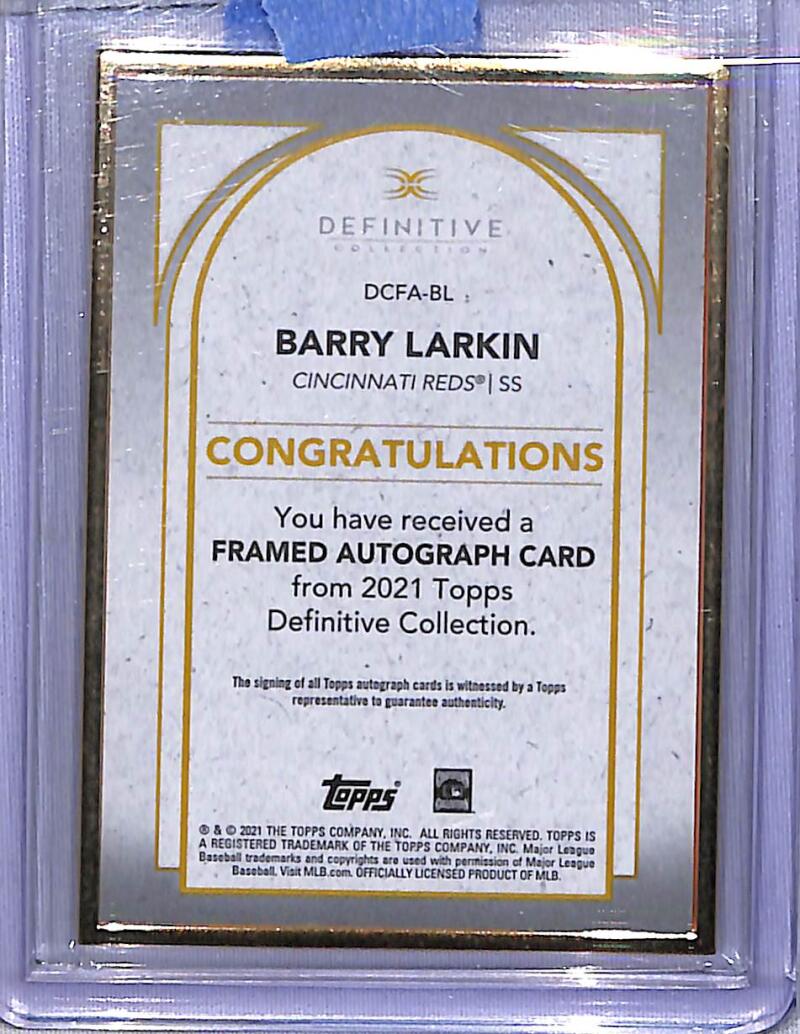 DEFINITIVE
COLLECTION
DCFA-BL
BARRY LARKIN
CINCINNATI REDS® | SS
CONGRATULATIONS
You have received a
FRAMED AUTOGRAPH CARD
from 2021 Topps
Definitive Collection.
The signing of all Topps autograph cards is witnessed by a Topps
representative to guarantee authenticity.
topps®
® & © 2021 THE TOPPS COMPANY, INC. ALL RIGHTS RESERVED. TOPPS IS
A REGISTERED TRADEMARK OF THE TOPPS COMPANY, INC. Major League
Baseball trademarks and copyrights are used with permission of Major League
Baseball. Visit MLB.com. OFFICIALLY LICENSED PRODUCT OF MLB.